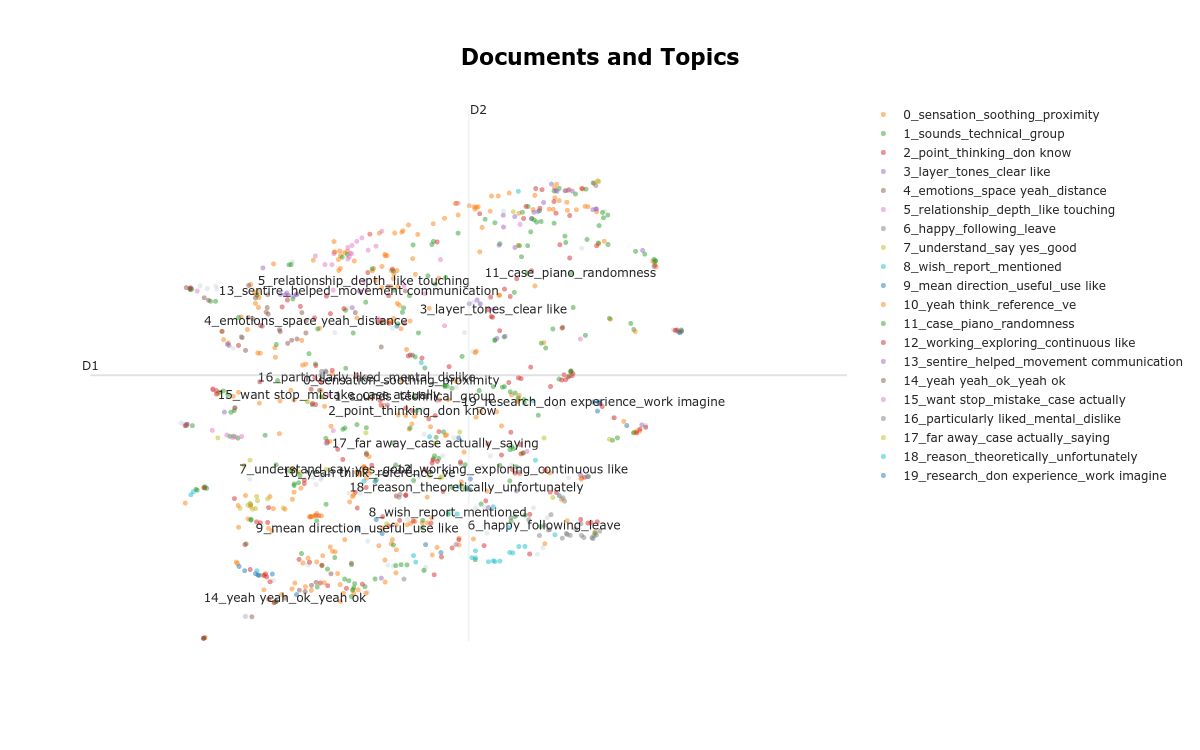 Documents and Topics
D2
0_sensation_soothing_proximity
1_sounds_technical_group
2_point_thinking_don know
3_layer_tones_clear like
4_emotions_space yeah_distance
5_relationship_depth_like touching
6_happy_following_leave
7_understand_say yes_good
8_wish_report_mentioned
9_mean direction_useful_use like
10_yeah think_reference_ve
11_case_piano_randomness
12_working_exploring_continuous like
13_sentire_helped_movement communication
14_yeah yeah_ok_yeah ok
15_want stop_mistake_case actually
16_particularly liked_mental_dislike
17_far away_case actually_saying
18_reason_theoretically_unfortunately
19_research_don experience_work imagine
11_case_piano_randomness
5_relationship_depth_like touching
13_sentire_helped_movement communication
3_layer_tones_clear like
4_emotions_space yeah_distance
D1
16_particularly liked_mental_dislike
0_sensation_soothing_proximity
15_want stop_mistake_case actually
1_sounds_technical_group
19_research_don experience_work imagine
2_point_thinking_don know
17_far away_case actually_saying
7_understand_say yes_good
12_working_exploring_continuous like
10_yeah think_reference_ve
18_reason_theoretically_unfortunately
8_wish_report_mentioned
6_happy_following_leave
9_mean direction_useful_use like
14_yeah yeah_ok_yeah ok